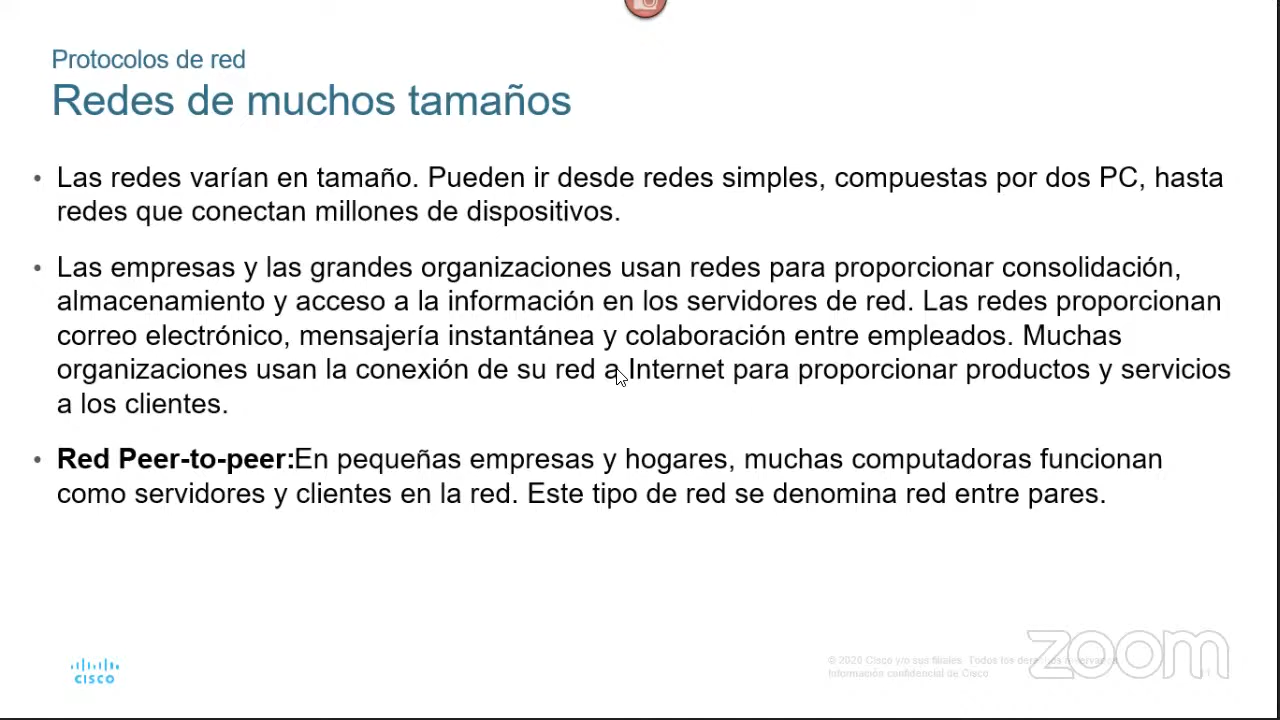 Protocolos de red
Redes de muchos tamaños
• Las redes varían en tamaño. Pueden ir desde redes simples, compuestas por dos PC, hasta
redes que conectan millones de dispositivos.
• Las empresas y las grandes organizaciones usan redes para proporcionar consolidación,
almacenamiento y acceso a la información en los servidores de red. Las redes proporcionan
correo electrónico, mensajería instantánea y colaboración entre empleados. Muchas
organizaciones usan la conexión de su red a Internet para proporcionar productos y servicios
a los clientes.
• Red Peer-to-peer:En pequeñas empresas y hogares, muchas computadoras funcionan
como servidores y clientes en la red. Este tipo de red se denomina red entre pares.
CISCO
© 2020 Cisco y/o sus filiales. Todos los derechos reservados.
Información confidencial de Cisco
zoom